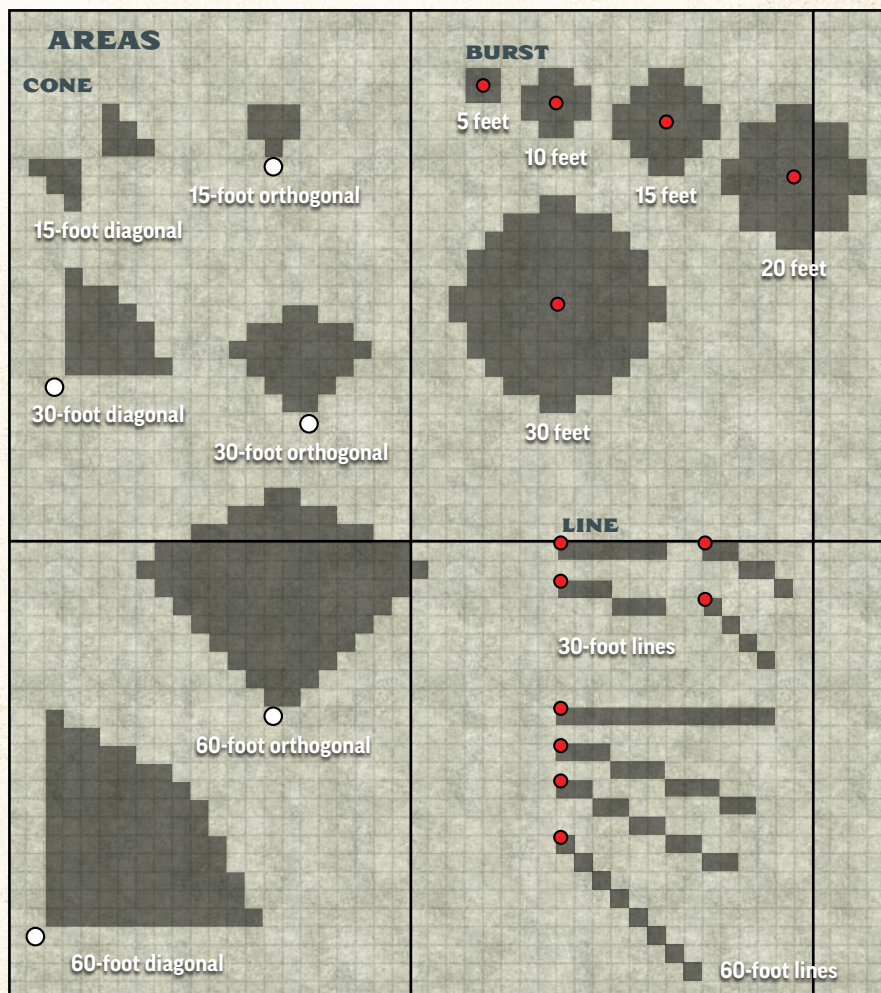 AREAS
CONE
15-foot diagonal
15-foot orthogonal
30-foot diagonal
30-foot orthogonal
60-foot orthogonal
60-foot diagonal
BURST
5 feet
10 feet
15 feet
20 feet
30 feet
LINE
30-foot lines
60-foot lines